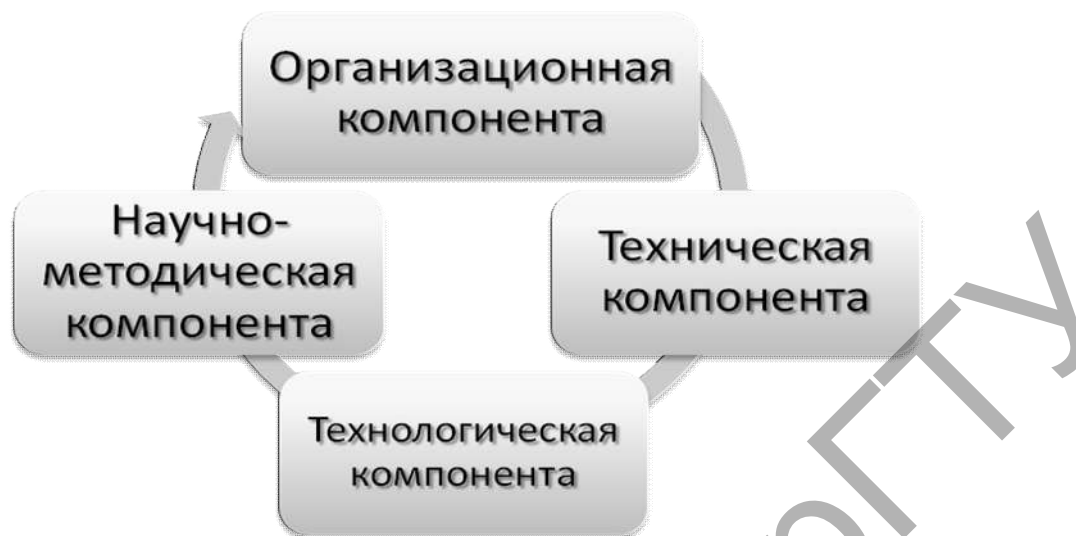 Организационная
компонента
Научно-
методическая
компонента
Техническая
компонента
Технологическая
компонента